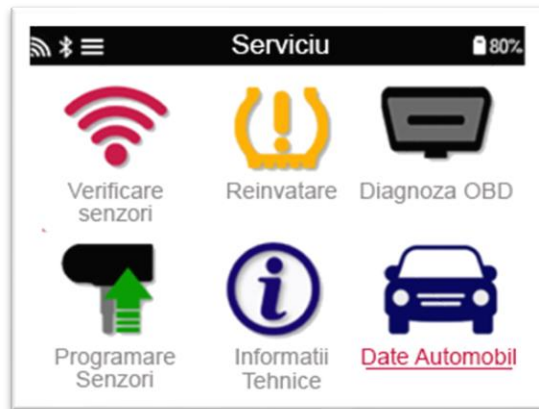 Serviciu
80%
Verificare
senzori
Reinvatare
Diagnoza OBD
Programare
Senzori
Informatii
Tehnice
Date Automobil